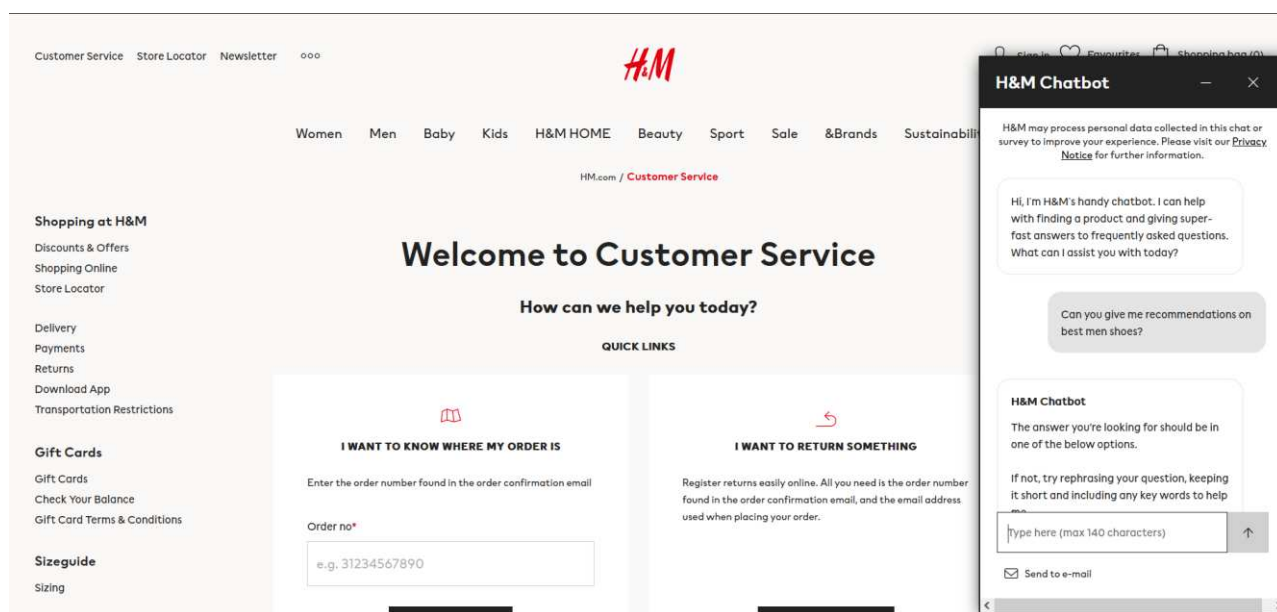 Customer Service Store Locator Newsletter ooo
H&M
Sign in Favourites Shopping bag (0)
Women Men Baby Kids H&M HOME Beauty Sport Sale &Brands
HM.com / Customer Service
Shopping at H&M
Discounts & Offers
Shopping Online
Store Locator
Delivery
Payments
Returns
Download App
Transportation Restrictions
Gift Cards
Gift Cards
Check Your Balance
Gift Card Terms & Conditions
Sizeguide
Sizing
Welcome to Customer Service
How can we help you today?
QUICK LINKS
I WANT TO KNOW WHERE MY ORDER IS
Enter the order number found in the order confirmation email
Order no*
e.g. 31234567890
I WANT TO RETURN SOMETHING
Register returns easily online. All you need is the order number
found in the order confirmation email, and the email address
used when placing your order.
H&M Chatbot
H&M may process personal data collected in this chat or
survey to improve your experience. Please visit our Privacy
Notice for further information.
Hi, I'm H&M's handy chatbot. I can help
with finding a product and giving super-
fast answers to frequently asked questions.
What can I assist you with today?
Can you give me recommendations on
best men shoes?
H&M Chatbot
The answer you're looking for should be in
one of the below options.
If not, try rephrasing your question, keeping
it short and including any key words to help
me
Type here (max 140 characters)
Send to e-mail